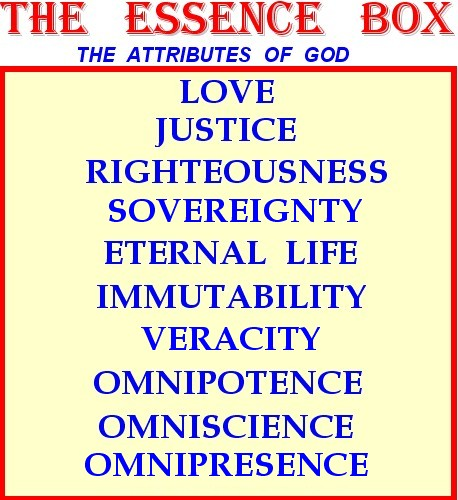 THE ESSENCE BOX
THE ATTRIBUTES OF GOD
LOVE
JUSTICE
RIGHTEOUSNESS
SOVEREIGNTY
ETERNAL LIFE
IMMUTABILITY
VERACITY
OMNIPOTENCE
OMNISCIENCE
OMNIPRESENCE